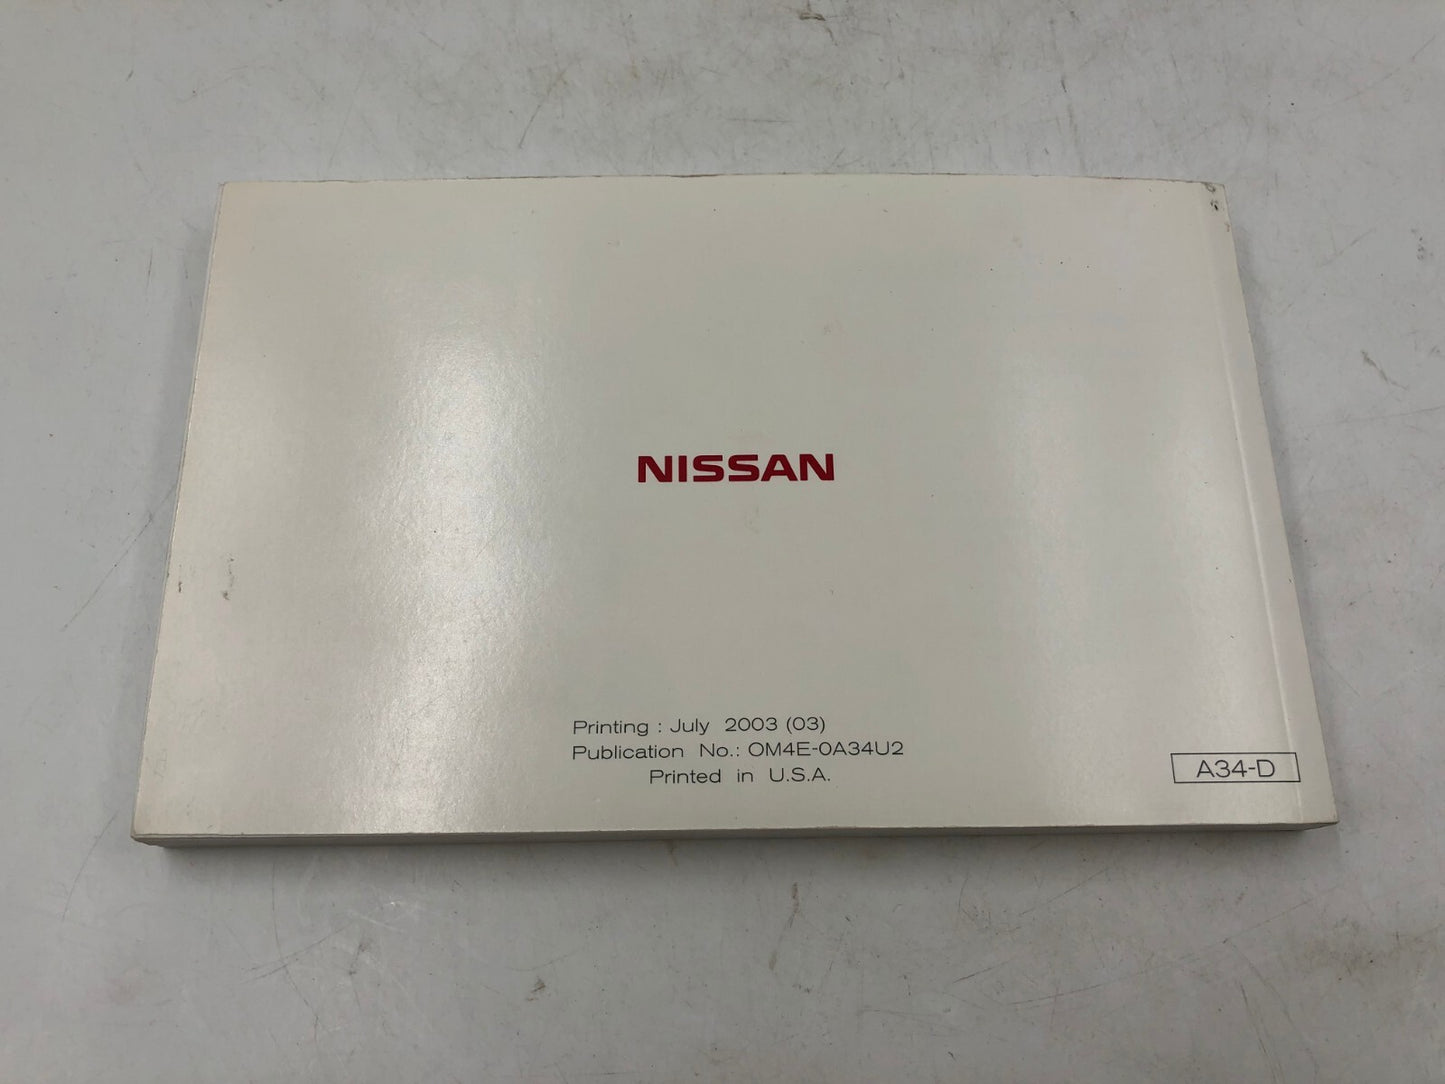 NISSAN
Printing : July 2003 (03)
Publication No.: OM4E-0A34U2
Printed in U.S.A.
A34-D